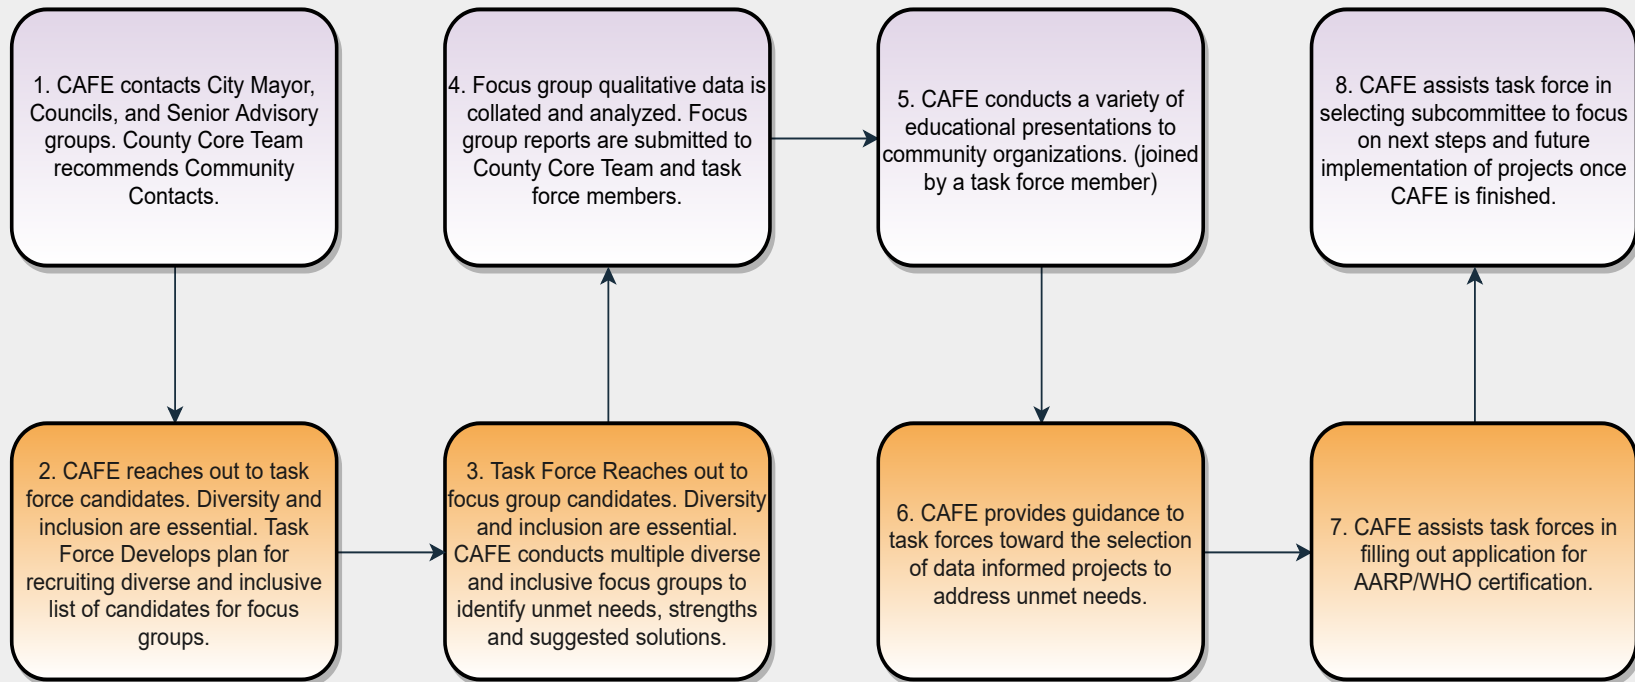 1. CAFE contacts City Mayor,
Councils, and Senior Advisory
groups. County Core Team
recommends Community
Contacts.
2. CAFE reaches out to task
force candidates. Diversity and
inclusion are essential. Task
Force Develops plan for
recruiting diverse and inclusive
list of candidates for focus
groups.
3. Task Force Reaches out to
focus group candidates. Diversity
and inclusion are essential.
CAFE conducts multiple diverse
and inclusive focus groups to
identify unmet needs, strengths
and suggested solutions.
4. Focus group qualitative data is
collated and analyzed. Focus
group reports are submitted to
County Core Team and task
force members.
5. CAFE conducts a variety of
educational presentations to
community organizations. (joined
by a task force member)
6. CAFE provides guidance to
task forces toward the selection
of data informed projects to
address unmet needs.
7. CAFE assists task forces in
filling out application for
AARP/WHO certification.
8. CAFE assists task force in
selecting subcommittee to focus
on next steps and future
implementation of projects once
CAFE is finished.